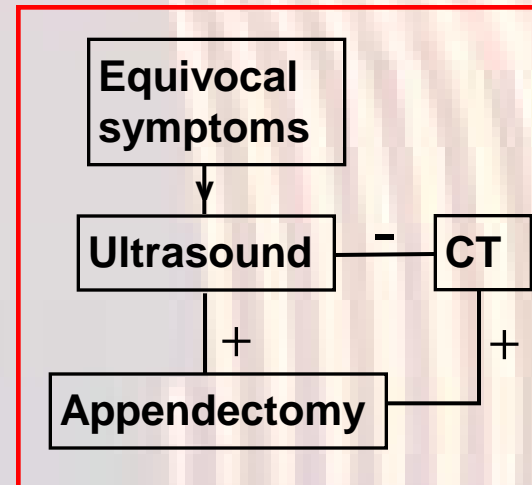 Equivocal
symptoms
Ultrasound
-
CT
+
+
Appendectomy